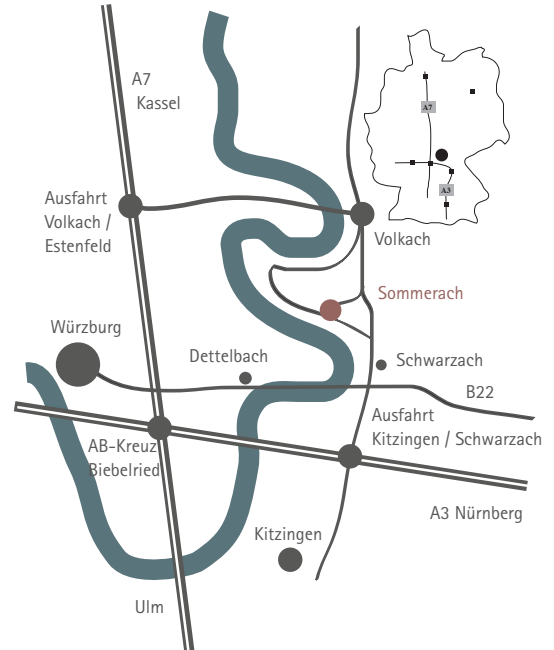 A7
Kassel
A7
Ausfahrt
Volkach /
Estenfeld
A3
Volkach
Sommerach
Würzburg
Dettelbach
Schwarzach
B22
Ausfahrt
Kitzingen / Schwarzach
AB-Kreuz
Biebelried
A3 Nürnberg
Kitzingen
Ulm